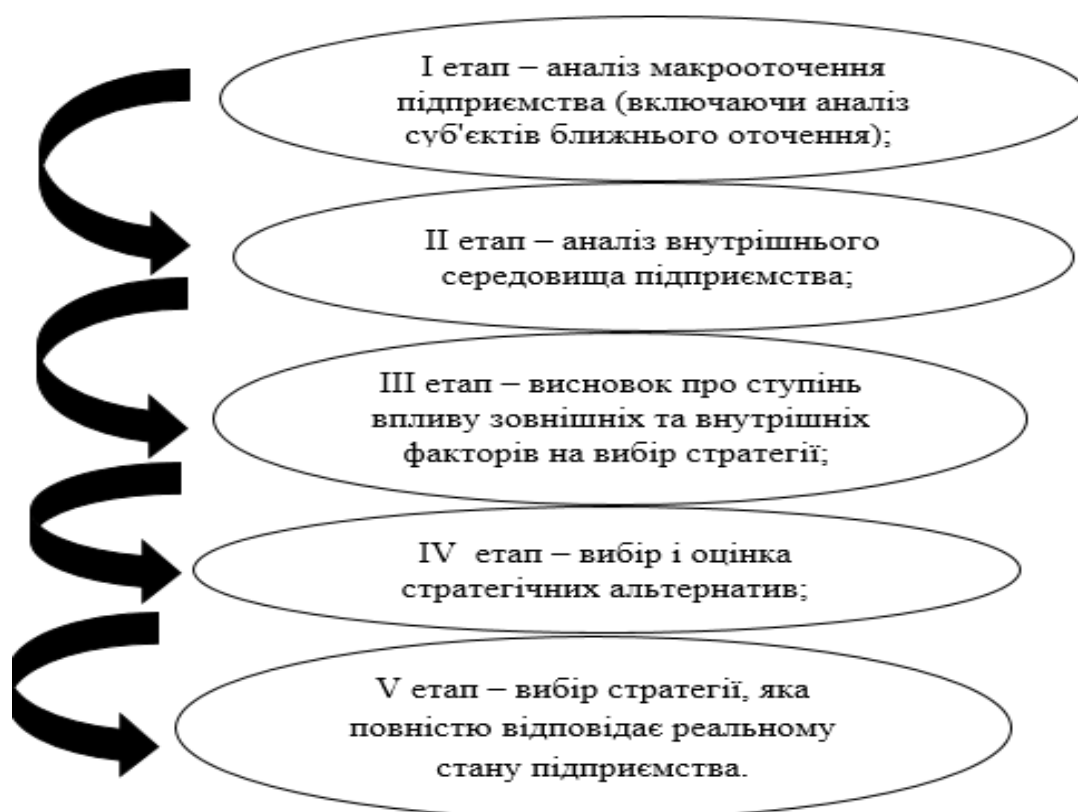 І етап – аналіз макрооточення
підприємства (включаючи аналіз
суб'єктів ближнього оточення);
ІІ етап – аналіз внутрішнього
середовища підприємства;
ІІІ етап – висновок про ступінь
впливу зовнішніх та внутрішніх
факторів на вибір стратегії;
IV етап – вибір і оцінка
стратегічних альтернатив;
V етап – вибір стратегії, яка
повністю відповідає реальному
стану підприємства.